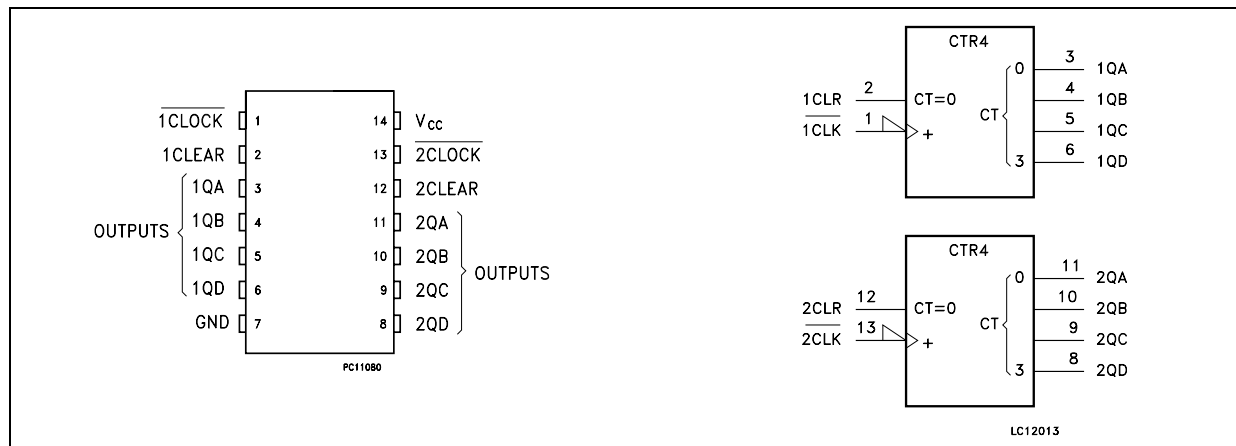 1CLOCK 1 14 VCC
1CLEAR 2 13 2CLOCK
1QA 3 12 2CLEAR
1QB 4 11 2QA
OUTPUTS
1QC 5 10 2QB
OUTPUTS
1QD 6 9 2QC
GND 7 8 2QD
PC11080
CTR4
1CLR 2 CT=0
1CLK 1 +
CT
0 3 1QA
4 1QB
5 1QC
3 6 1QD
CTR4
2CLR 12 CT=0
2CLK 13 +
CT
0 11 2QA
10 2QB
9 2QC
3 8 2QD
LC12013